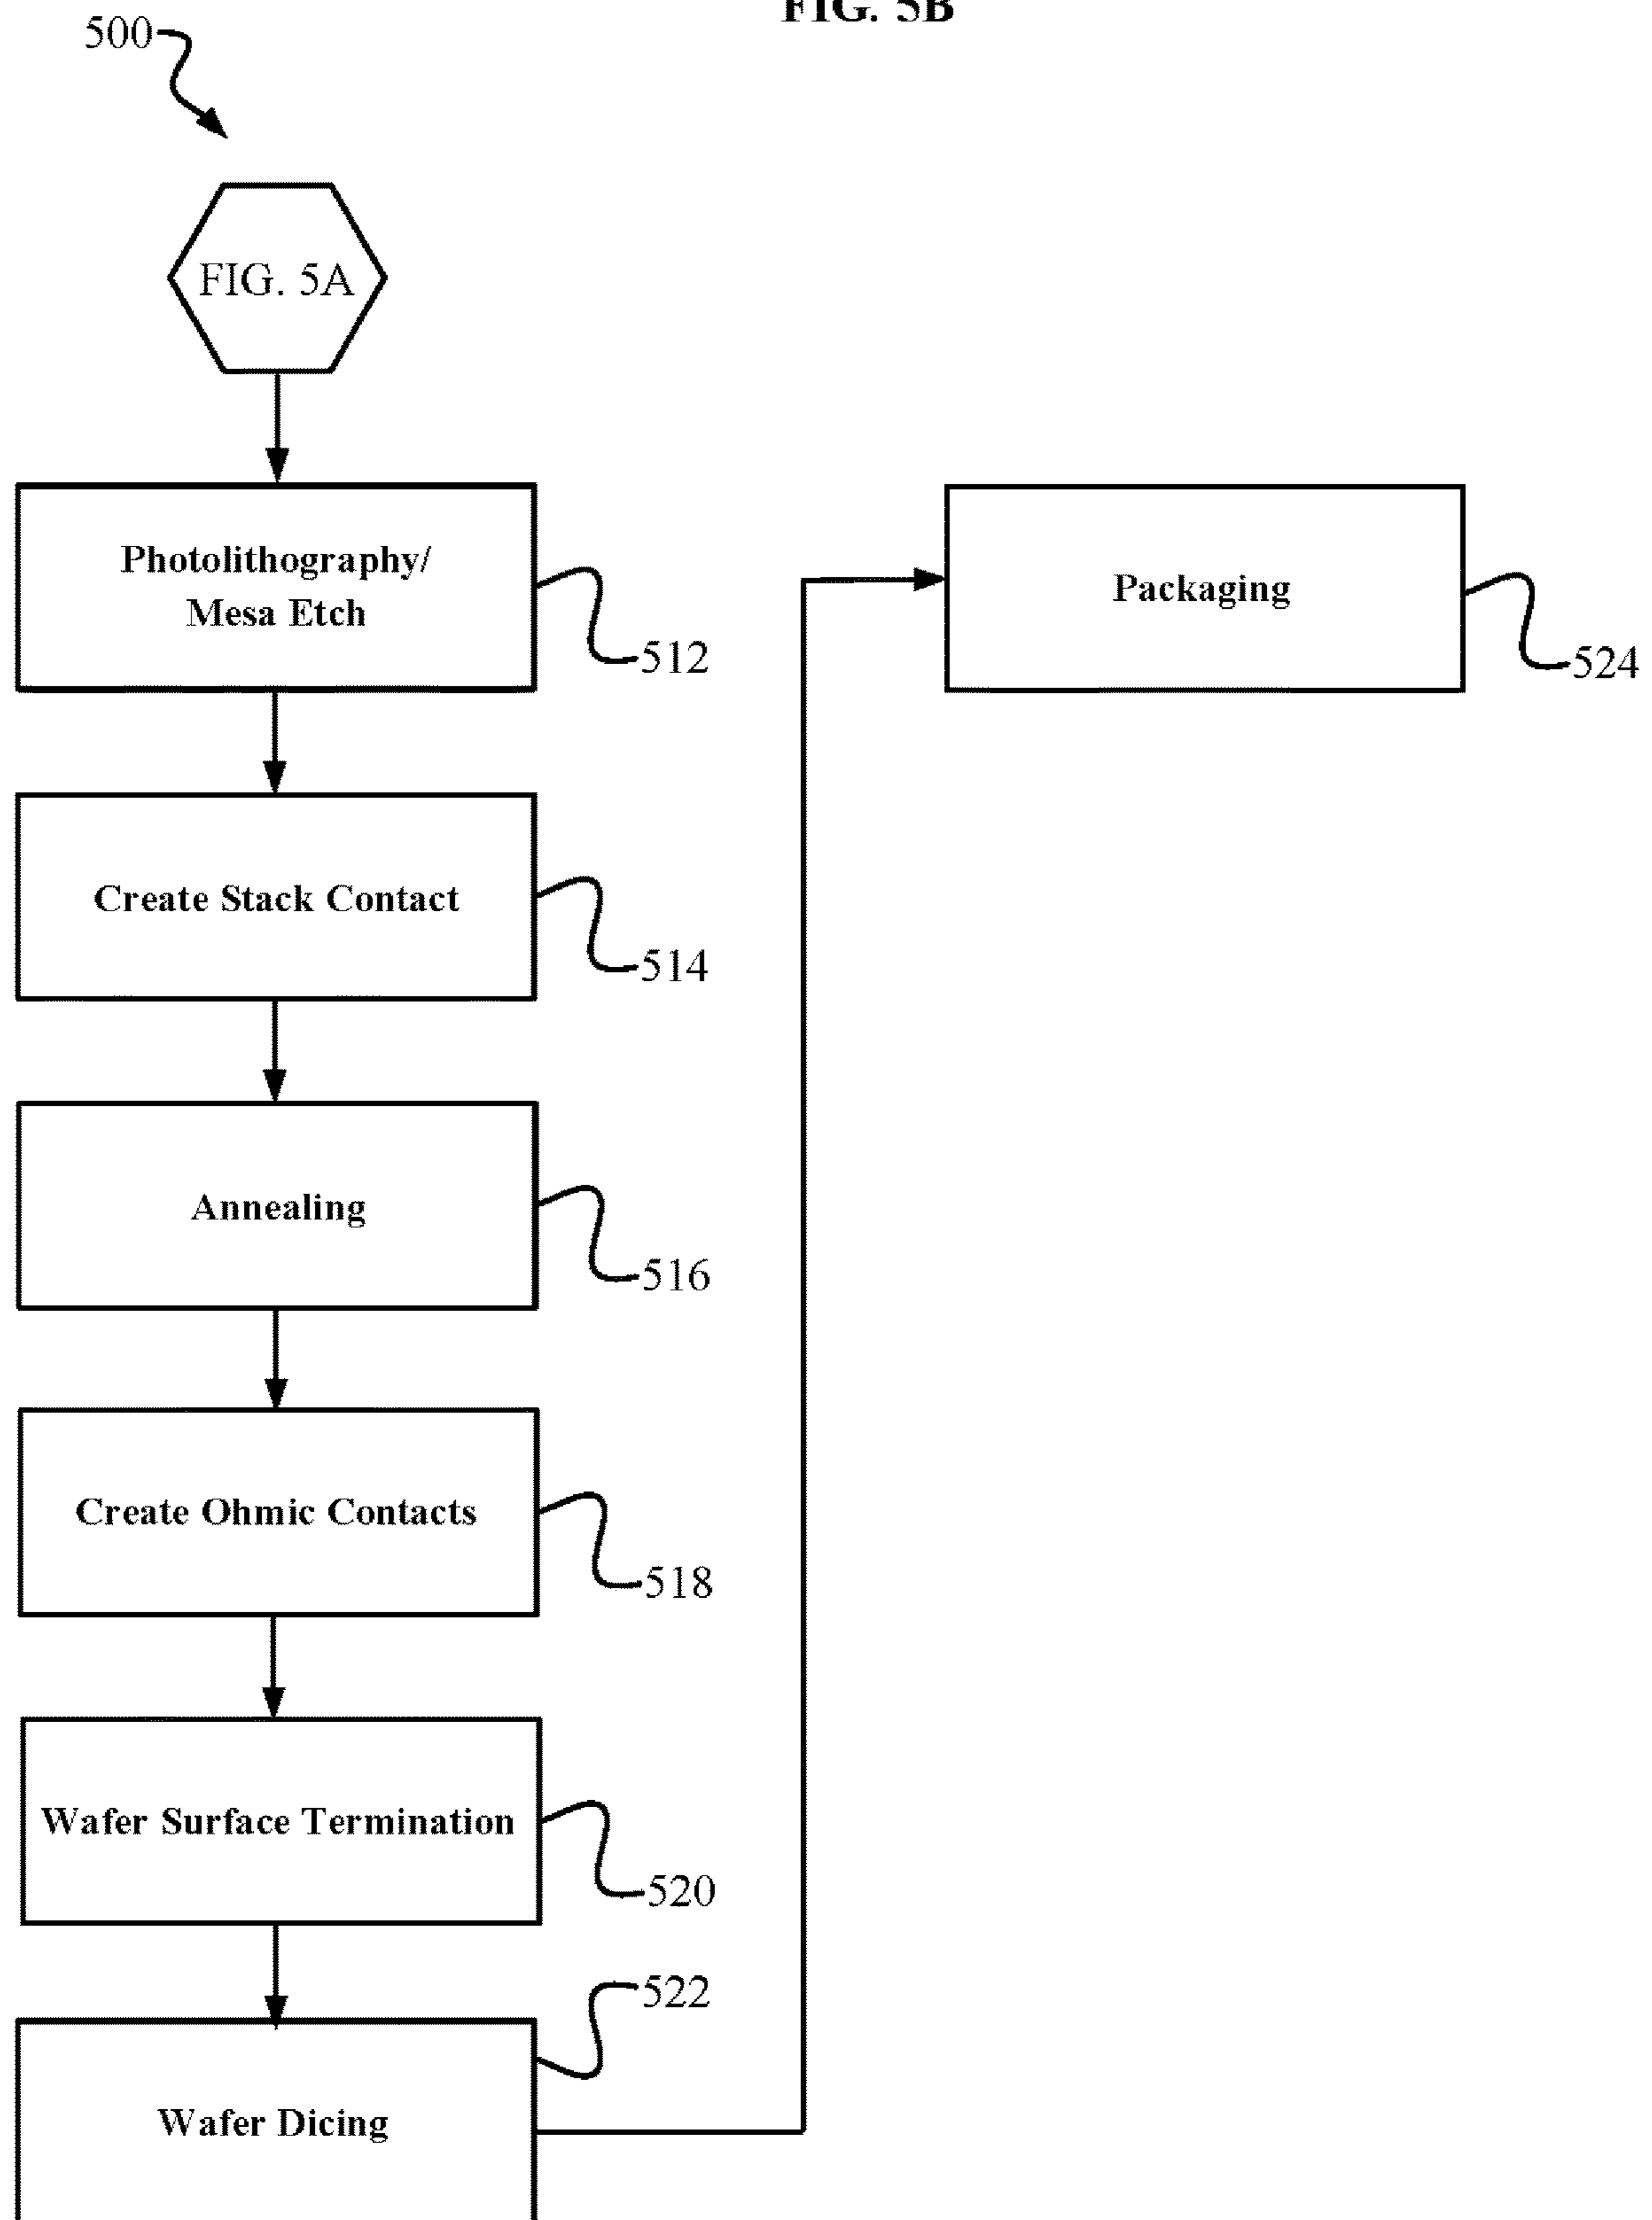 FIG. 5B
500
FIG. 5A
Photolithography/
Mesa Etch
512
Create Stack Contact
514
Annealing
516
Create Ohmic Contacts
518
Wafer Surface Termination
520
522
Wafer Dicing
Packaging
524